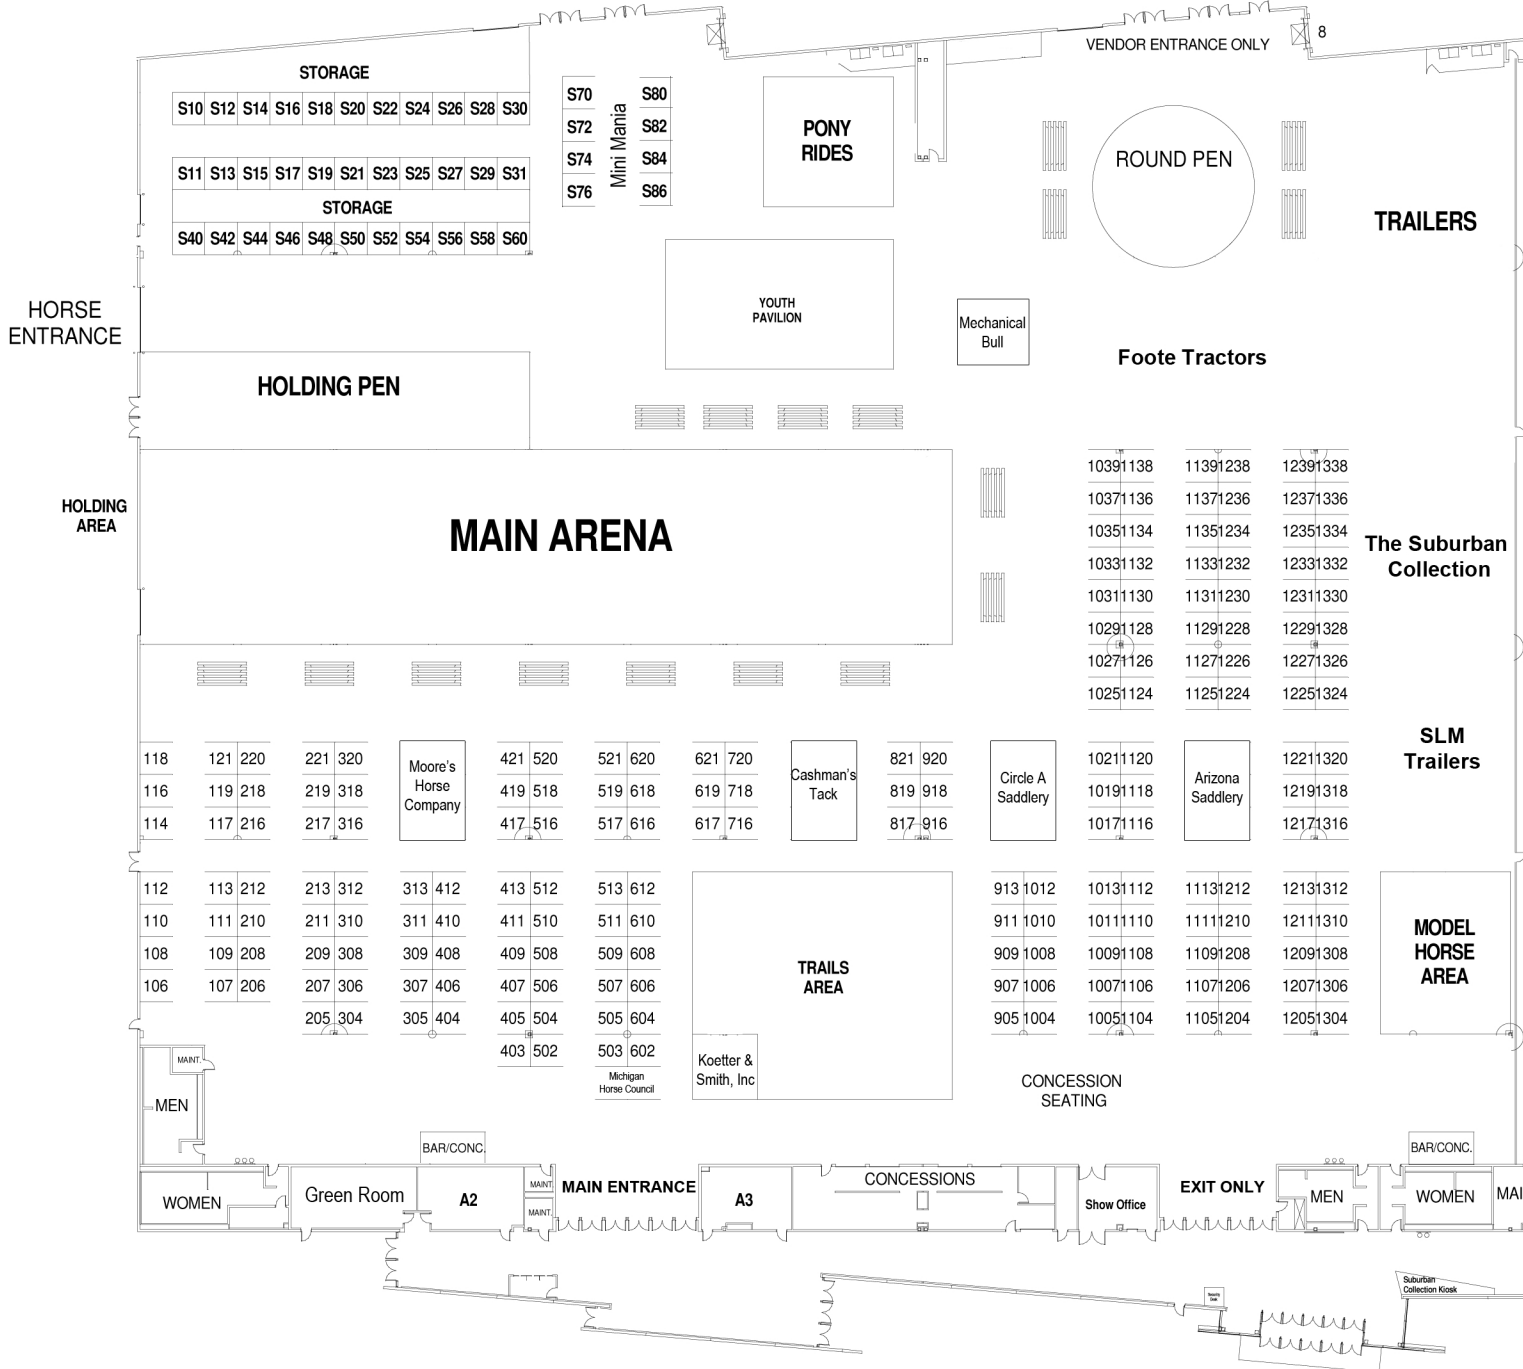 8
VENDOR ENTRANCE ONLY
STORAGE
S10 S12 S14 S16 S18 S20 S22 S24 S26 S28 S30
S70 S80
S72 S82
S74 S84
S76 S86
Mini Mania
PONY
RIDES
ROUND PEN
S11 S13 S15 S17 S19 S21 S23 S25 S27 S29 S31
STORAGE
S40 S42 S44 S46 S48 S50 S52 S54 S56 S58 S60
TRAILERS
HORSE
ENTRANCE
YOUTH
PAVILION
Mechanical
Bull
Foote Tractors
HOLDING PEN
HOLDING
AREA
MAIN ARENA
1039 1138 1139 1238 1239 1338
1037 1136 1137 1236 1237 1336
1035 1134 1135 1234 1235 1334
1033 1132 1133 1232 1233 1332
1031 1130 1131 1230 1231 1330
1029 1128 1129 1228 1229 1328
1027 1126 1127 1226 1227 1326
1025 1124 1125 1224 1225 1324
The Suburban
Collection
SLM
Trailers
118 121 220 221 320 421 520 521 620 621 720 821 920 1021 1120 1221 1320
116 119 218 219 318 419 518 519 618 619 718 819 918 1019 1118 1219 1318
114 117 216 217 316 417 516 517 616 617 716 817 916 1017 1116 1217 1316
Moore's
Horse
Company
Cashman's
Tack
Circle A
Saddlery
Arizona
Saddlery
112 113 212 213 312 313 412 413 512 513 612 913 1012 1013 1112 1113 1212 1213 1312
110 111 210 211 310 311 410 411 510 511 610 911 1010 1011 1110 1111 1210 1211 1310
108 109 208 209 308 309 408 409 508 509 608 909 1008 1009 1108 1109 1208 1209 1308
106 107 206 207 306 307 406 407 506 507 606 907 1006 1007 1106 1107 1206 1207 1306
205 304 305 404 405 504 505 604 905 1004 1005 1104 1105 1204 1205 1304
403 502 503 602
Michigan
Horse Council
TRAILS
AREA
Koetter &
Smith, Inc
MODEL
HORSE
AREA
CONCESSION
SEATING
MAINT.
MEN
BAR/CONC.
BAR/CONC.
WOMEN
Green Room
A2
MAINT.
MAINT.
MAIN ENTRANCE
A3
CONCESSIONS
Show Office
EXIT ONLY
MEN
WOMEN
MAI
Security
Desk
Suburban
Collection Kiosk